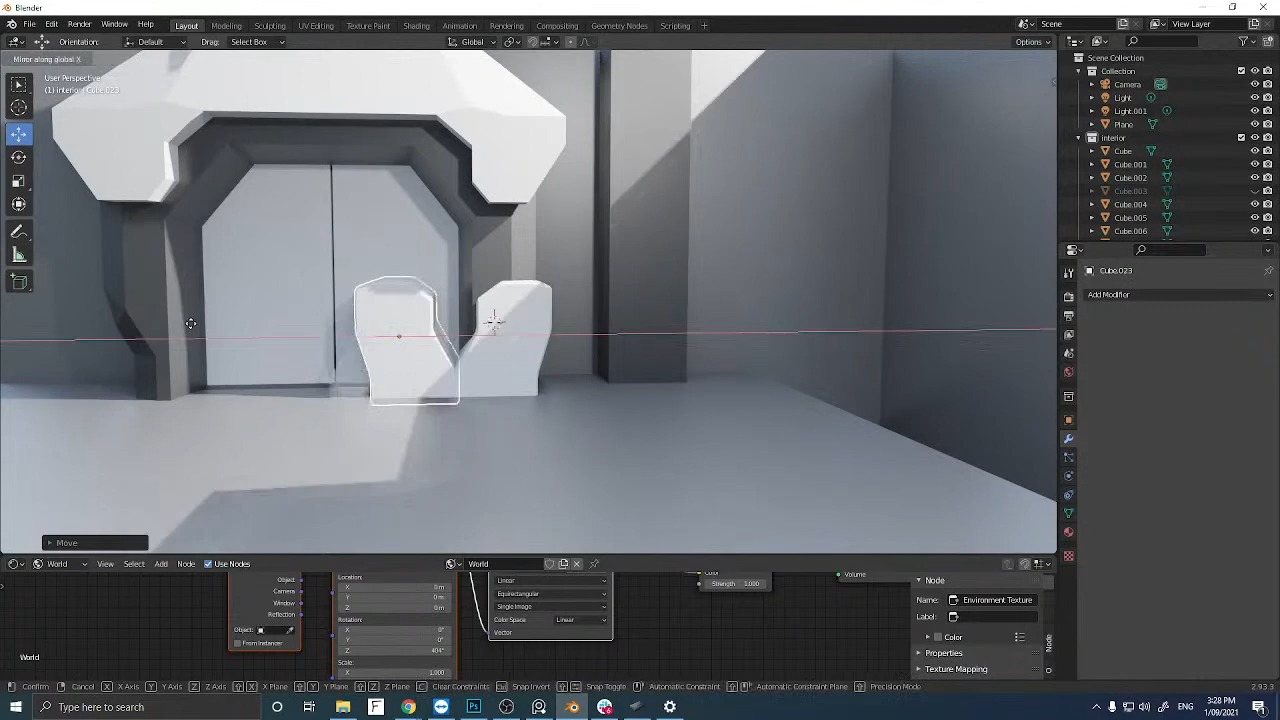 Blender
File Edit Render Window Help Layout Modeling Sculpting UV Editing Texture Paint Shading Animation Rendering Compositing Geometry Nodes Scripting + Scene View Layer
Orientation: Default Drag: Select Box Global Options
Mirror along global X
User Perspective
(1) interior | Cube.023
Scene Collection
Collection
Camera
Light
Light.001
Plane
interior
Cube
Cube.001
Cube.002
Cube.003
Cube.004
Cube.005
Cube.006
Cube.023
Add Modifier
Move
World View Select Add Node Use Nodes World
Object
Camera
Window
Reflection
Object:
From Instancer
Location:
X 0 m
Y 0 m
Z 0 m
Rotation:
X 0°
Y 0°
Z 404°
Scale:
X 1.000
Linear
Equirectangular
Single Image
Color Space Linear
Vector
Color
Strength 1.000
Volume
Node
Name: Environment Texture
Label:
Color
Properties
Texture Mapping
Node
World
Confirm Cancel X X Axis Y Y Axis Z Z Axis X X Plane Y Y Plane Z Z Plane C Clear Constraints Snap Invert Snap Toggle Automatic Constraint Automatic Constraint Plane Precision Mode 2.93.3
Type here to search
F
Ps
6
ENG
3:28 PM
1/09/2021